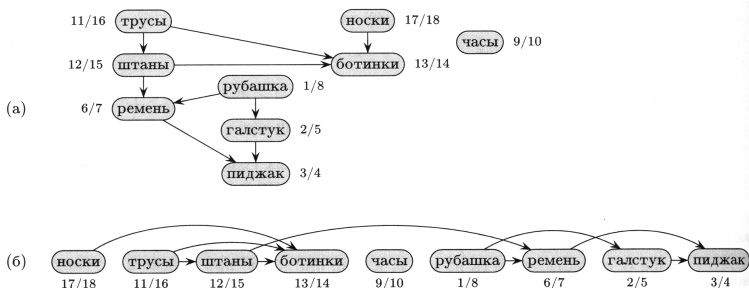 11/16 трусы носки 17/18
часы 9/10
12/15 штаны ботинки 13/14
рубашка 1/8
(а) 6/7 ремень
галстук 2/5
пиджак 3/4
(б) носки трусы штаны ботинки часы рубашка ремень галстук пиджак
17/18 11/16 12/15 13/14 9/10 1/8 6/7 2/5 3/4